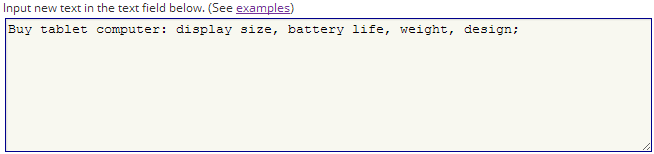 Input new text in the text field below. (See examples)
Buy tablet computer: display size, battery life, weight, design;